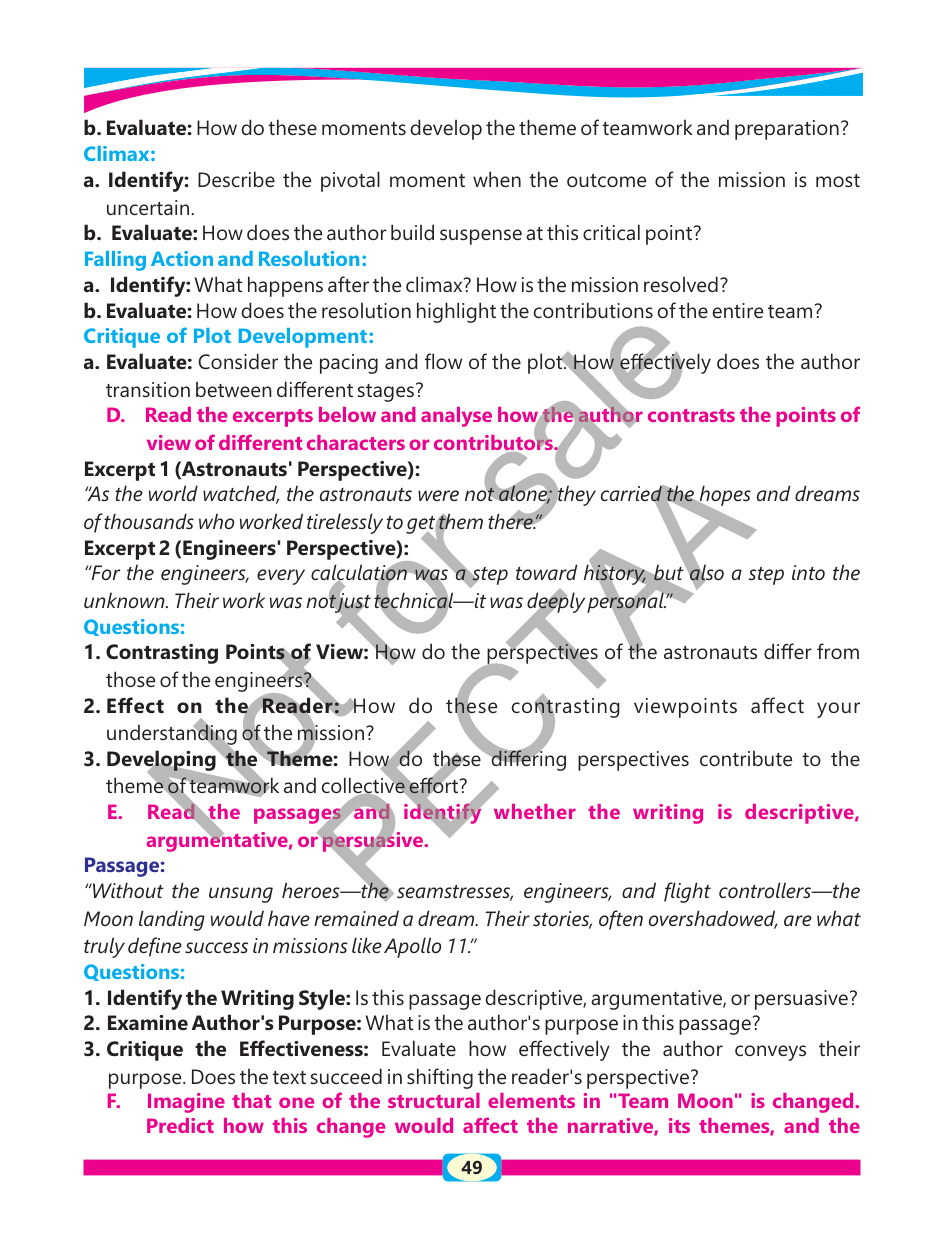 b. Evaluate: How do these moments develop the theme of teamwork and preparation?
Climax:
a. Identify: Describe the pivotal moment when the outcome of the mission is most
uncertain.
b. Evaluate: How does the author build suspense at this critical point?
Falling Action and Resolution:
a. Identify: What happens after the climax? How is the mission resolved?
b. Evaluate: How does the resolution highlight the contributions of the entire team?
Critique of Plot Development:
a. Evaluate: Consider the pacing and flow of the plot. How effectively does the author
transition between different stages?
D. Read the excerpts below and analyse how the author contrasts the points of
view of different characters or contributors.
Excerpt 1 (Astronauts' Perspective):
“As the world watched, the astronauts were not alone; they carried the hopes and dreams
of thousands who worked tirelessly to get them there.”
Excerpt 2 (Engineers' Perspective):
“For the engineers, every calculation was a step toward history, but also a step into the
unknown. Their work was not just technical—it was deeply personal.”
Questions:
1. Contrasting Points of View: How do the perspectives of the astronauts differ from
those of the engineers?
2. Effect on the Reader: How do these contrasting viewpoints affect your
understanding of the mission?
3. Developing the Theme: How do these differing perspectives contribute to the
theme of teamwork and collective effort?
E. Read the passages and identify whether the writing is descriptive,
argumentative, or persuasive.
Passage:
“Without the unsung heroes—the seamstresses, engineers, and flight controllers—the
Moon landing would have remained a dream. Their stories, often overshadowed, are what
truly define success in missions like Apollo 11.”
Questions:
1. Identify the Writing Style: Is this passage descriptive, argumentative, or persuasive?
2. Examine Author's Purpose: What is the author's purpose in this passage?
3. Critique the Effectiveness: Evaluate how effectively the author conveys their
purpose. Does the text succeed in shifting the reader's perspective?
F. Imagine that one of the structural elements in "Team Moon" is changed.
Predict how this change would affect the narrative, its themes, and the
49
Not for sale
PECTAA